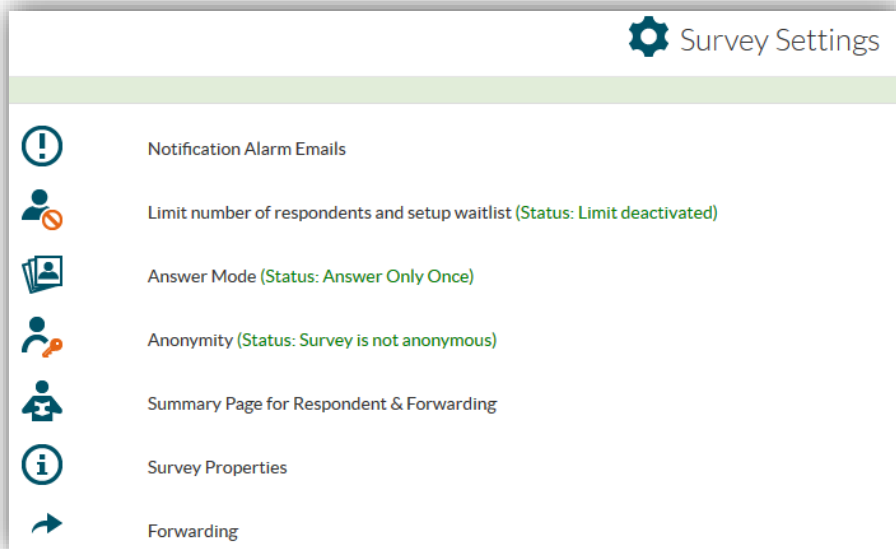 Survey Settings
Notification Alarm Emails
Limit number of respondents and setup waitlist (Status: Limit deactivated)
Answer Mode (Status: Answer Only Once)
Anonymity (Status: Survey is not anonymous)
Summary Page for Respondent & Forwarding
Survey Properties
Forwarding